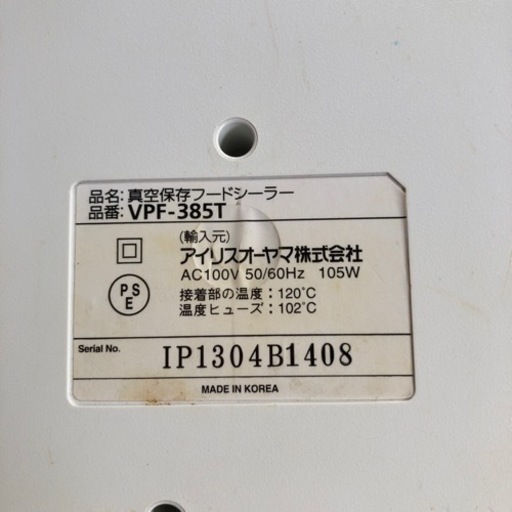 品名: 真空保存フードシーラー
品番: VPF-385T
(輸入元)
アイリスオーヤマ株式会社
AC100V 50/60Hz 105W
PSE
接着部の温度:120℃
温度ヒューズ:102℃
Serial No. IP1304B1408
MADE IN KOREA